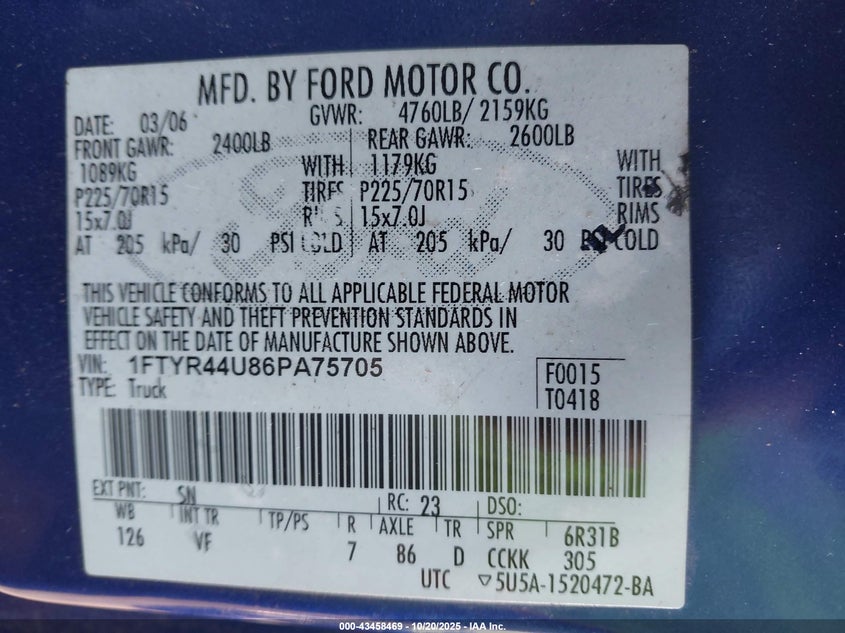 MFD. BY FORD MOTOR CO.
DATE: 03/06 GVWR: 4760LB/ 2159KG
FRONT GAWR: 2400LB REAR GAWR: 2600LB
1089KG WITH 1179KG WITH
P225/70R15 TIRES P225/70R15 TIRES
15x7.0J RIMS 15x7.0J RIMS
AT 205 kPa/ 30 PSI COLD AT 205 kPa/ 30 PSI COLD
THIS VEHICLE CONFORMS TO ALL APPLICABLE FEDERAL MOTOR
VEHICLE SAFETY AND THEFT PREVENTION STANDARDS IN
EFFECT ON THE DATE OF MANUFACTURE SHOWN ABOVE.
VIN: 1FTYR44U86PA75705 F0015
TYPE: Truck T0418
EXT PNT: SN RC: 23 DSO:
WB INT TR TP/PS R AXLE TR SPR 6R31B
126 VF 7 86 D CCKK 305
UTC ▽5U5A-1520472-BA
000-43458469 - 10/20/2025 - IAA Inc.